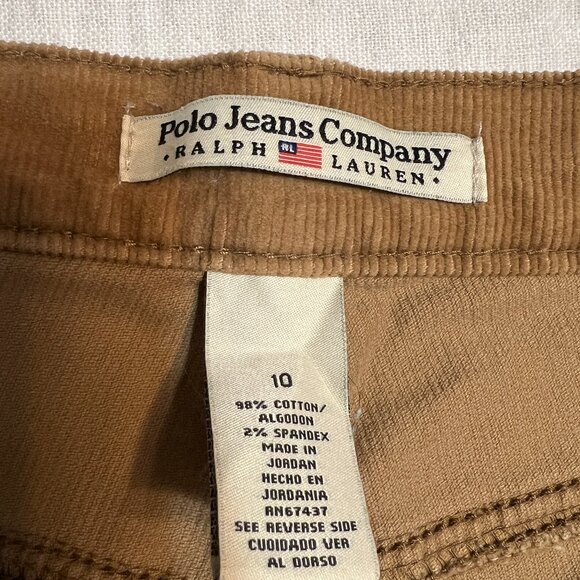 Polo Jeans Company
•RALPH RL LAUREN•
10
98% COTTON/
ALGODON
2% SPANDEX
MADE IN
JORDAN
HECHO EN
JORDANIA
RN67437
SEE REVERSE SIDE
CUOIDADO VER
AL DORSO